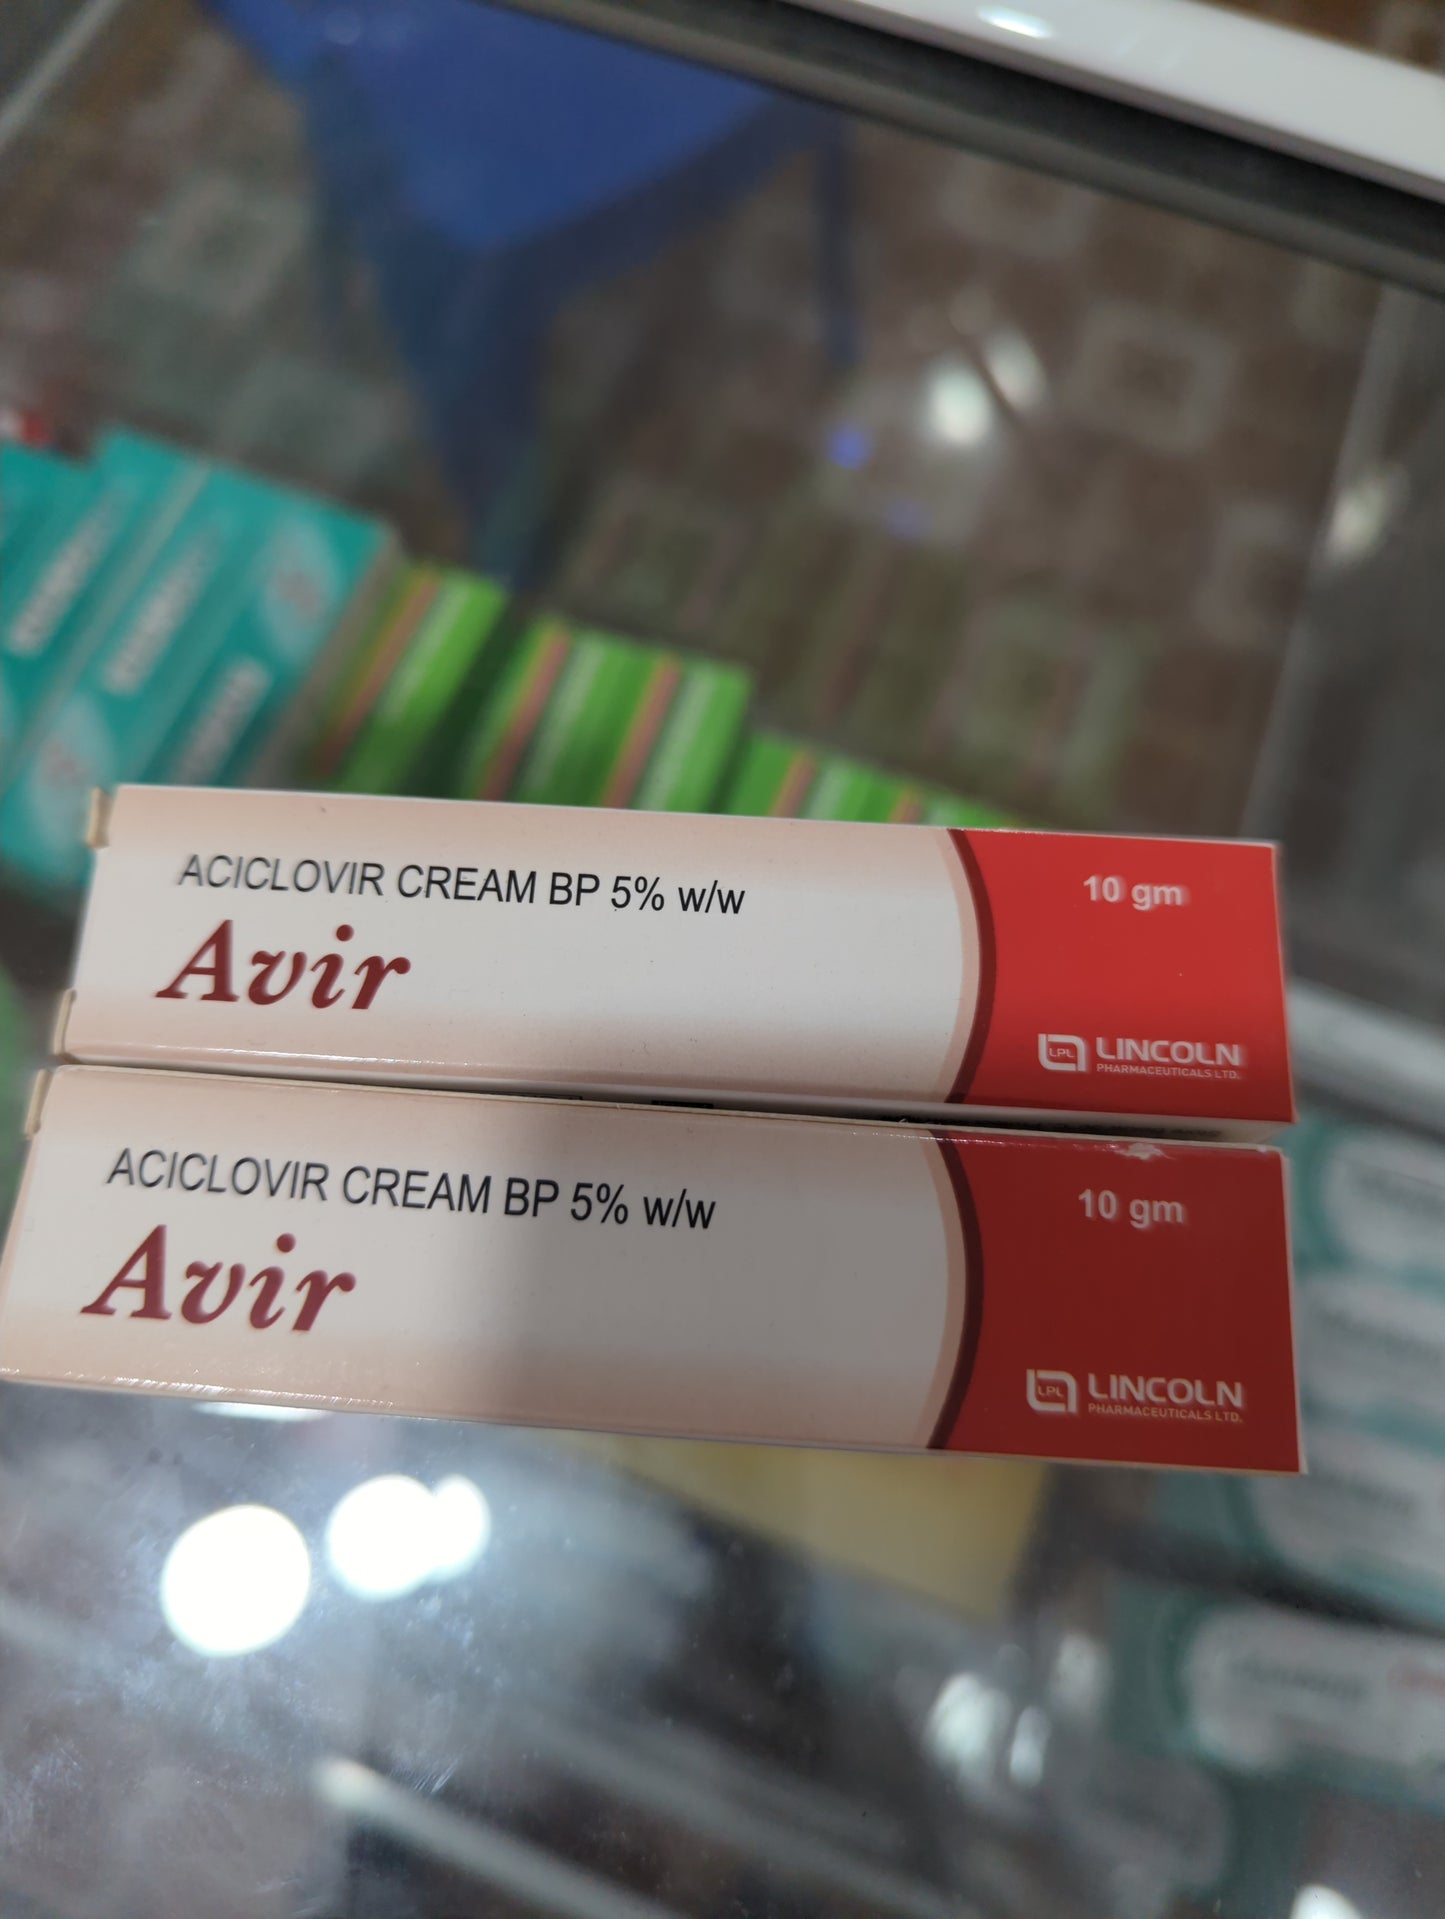 ACICLOVIR CREAM BP 5% w/w
Avir
10 gm
LPL
LINCOLN
PHARMACEUTICALS LTD.
ACICLOVIR CREAM BP 5% w/w
Avir
10 gm
LPL
LINCOLN
PHARMACEUTICALS LTD.